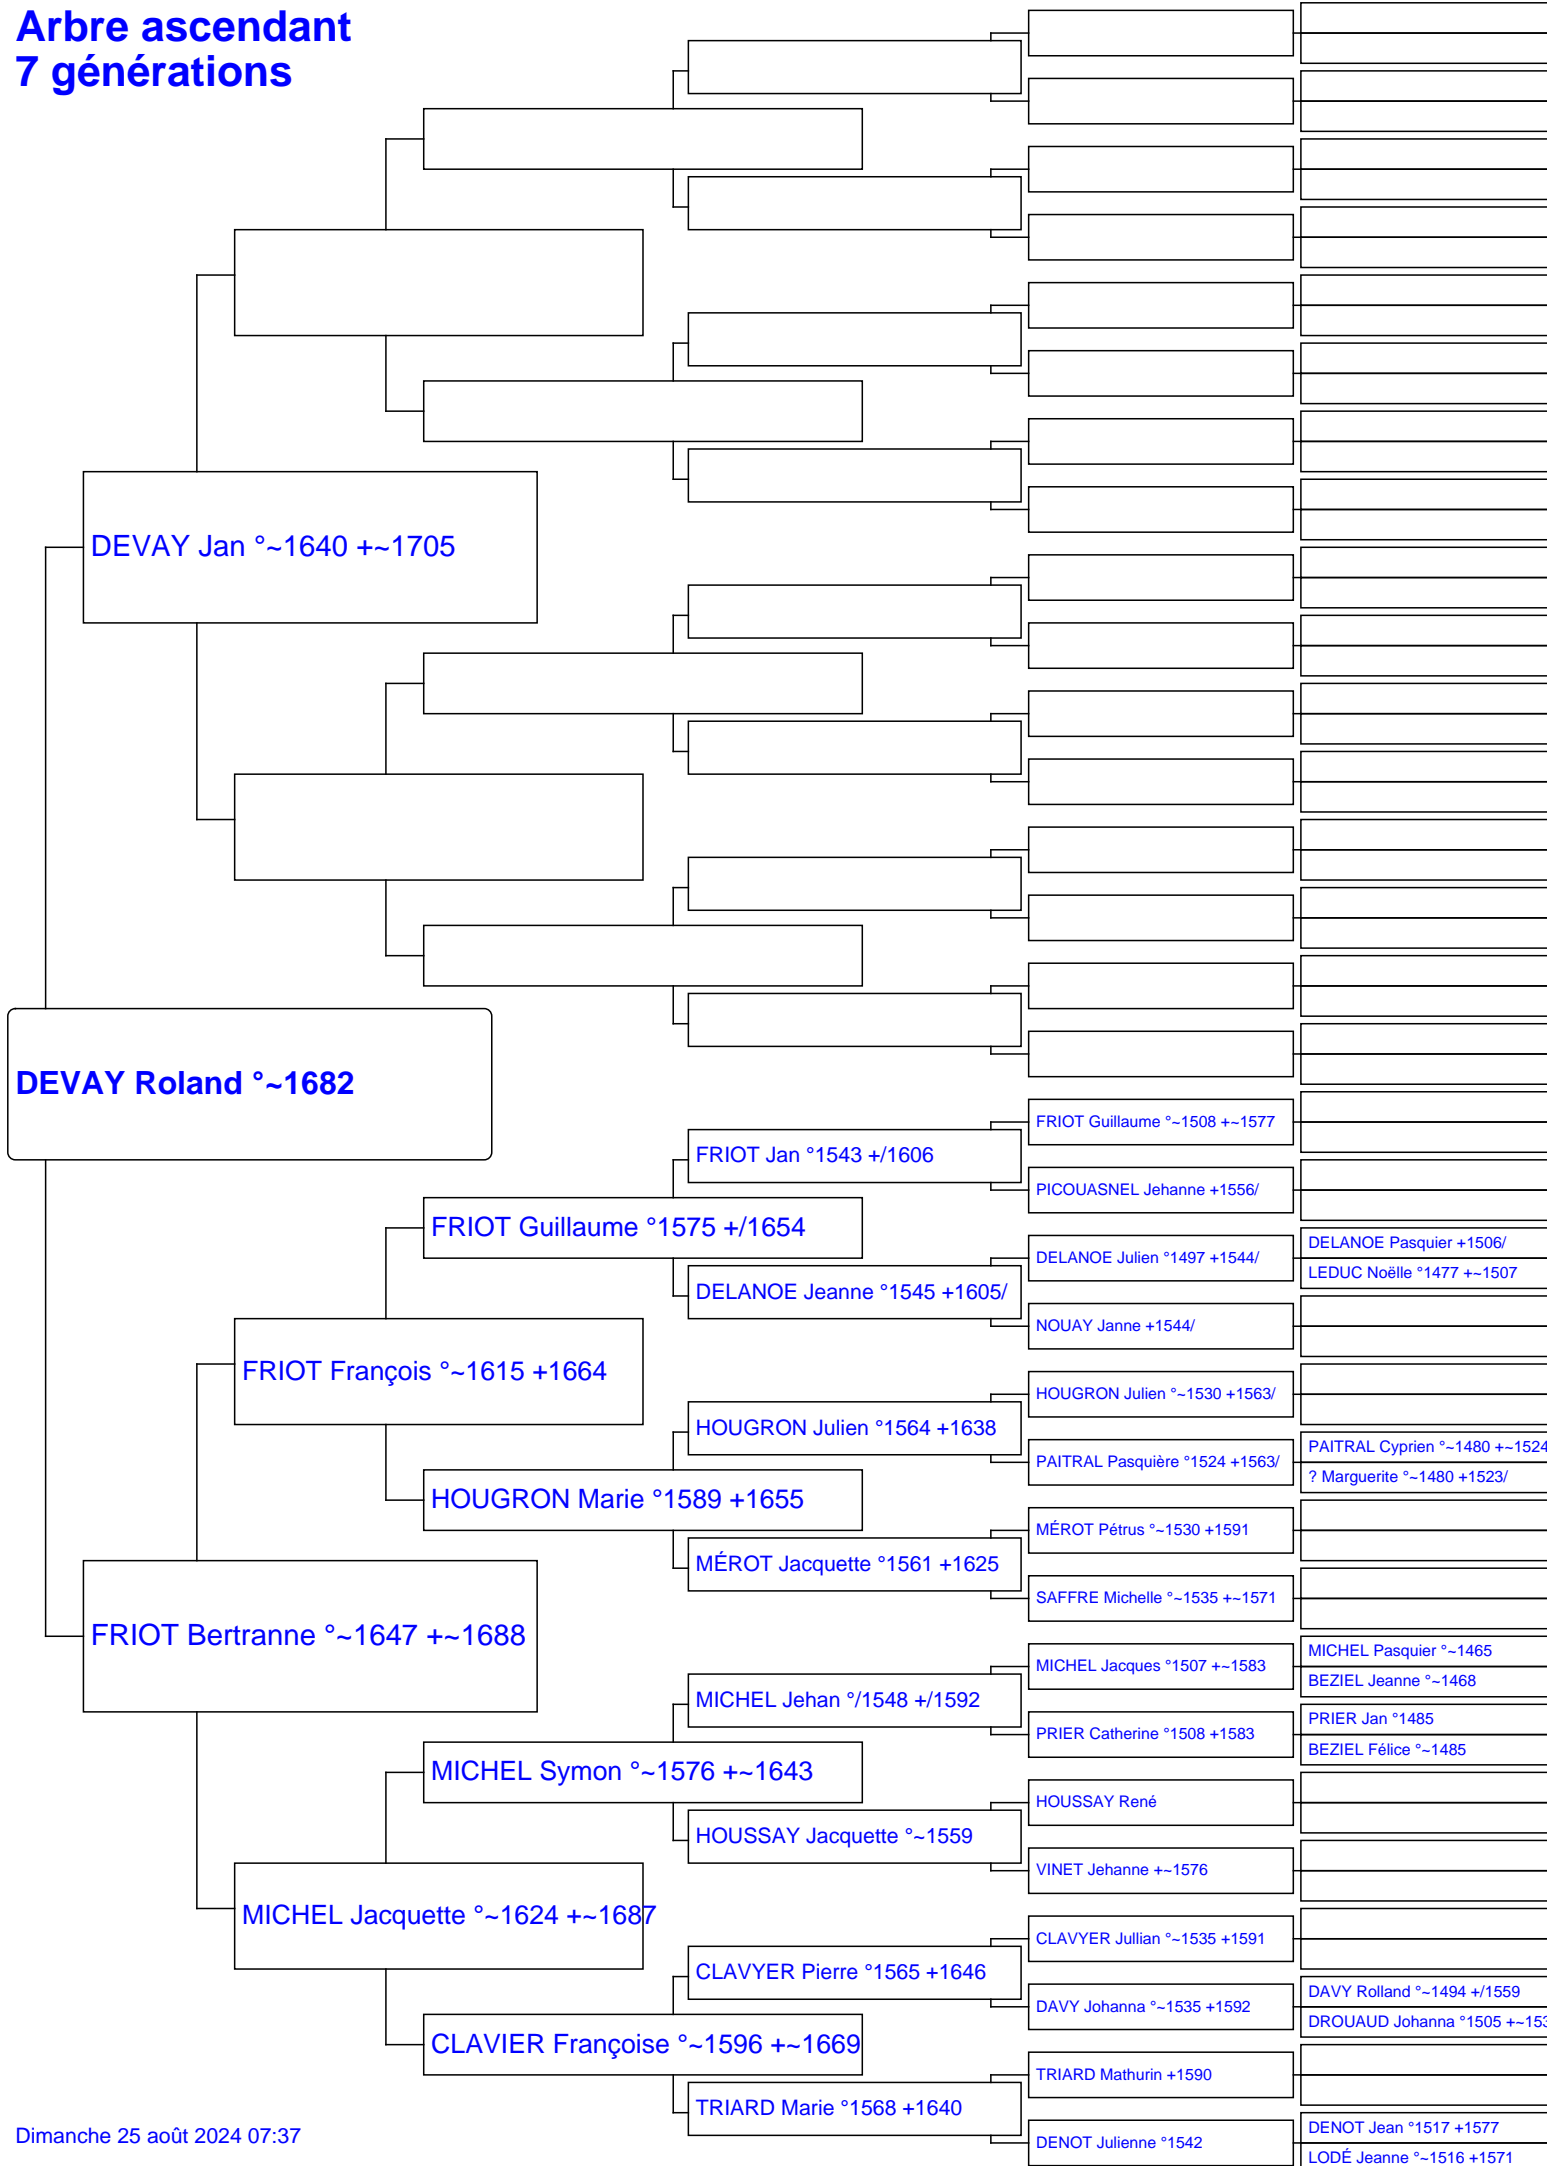 Arbre ascendant
7 générations
DEVAY Jan °~1640 +~1705
DEVAY Roland °~1682
FRIOT Guillaume °~1508 +~1577
FRIOT Jan °1543 +/1606
PICOUASNEL Jehanne +1556/
FRIOT Guillaume °1575 +/1654
DELANOE Pasquier +1506/
DELANOE Julien °1497 +1544/
LEDUC Noëlle °1477 +~1507
DELANOE Jeanne °1545 +1605/
NOUAY Janne +1544/
FRIOT François °~1615 +1664
HOUGRON Julien °~1530 +1563/
HOUGRON Julien °1564 +1638
PAITRAL Cyprien °~1480 +~1524
PAITRAL Pasquière °1524 +1563/
? Marguerite °~1480 +1523/
HOUGRON Marie °1589 +1655
MÉROT Pétrus °~1530 +1591
MÉROT Jacquette °1561 +1625
SAFFRE Michelle °~1535 +~1571
FRIOT Bertranne °~1647 +~1688
MICHEL Pasquier °~1465
MICHEL Jacques °1507 +~1583
BEZIEL Jeanne °~1468
MICHEL Jehan °/1548 +/1592
PRIER Jan °1485
PRIER Catherine °1508 +1583
BEZIEL Félice °~1485
MICHEL Symon °~1576 +~1643
HOUSSAY René
HOUSSAY Jacquette °~1559
VINET Jehanne +~1576
MICHEL Jacquette °~1624 +~1687
CLAVYER Jullian °~1535 +1591
CLAVYER Pierre °1565 +1646
DAVY Rolland °~1494 +/1559
DAVY Johanna °~1535 +1592
DROUAUD Johanna °1505 +~153
CLAVIER Françoise °~1596 +~1669
TRIARD Mathurin +1590
TRIARD Marie °1568 +1640
DENOT Jean °1517 +1577
DENOT Julienne °1542
LODÉ Jeanne °~1516 +1571
Dimanche 25 août 2024 07:37